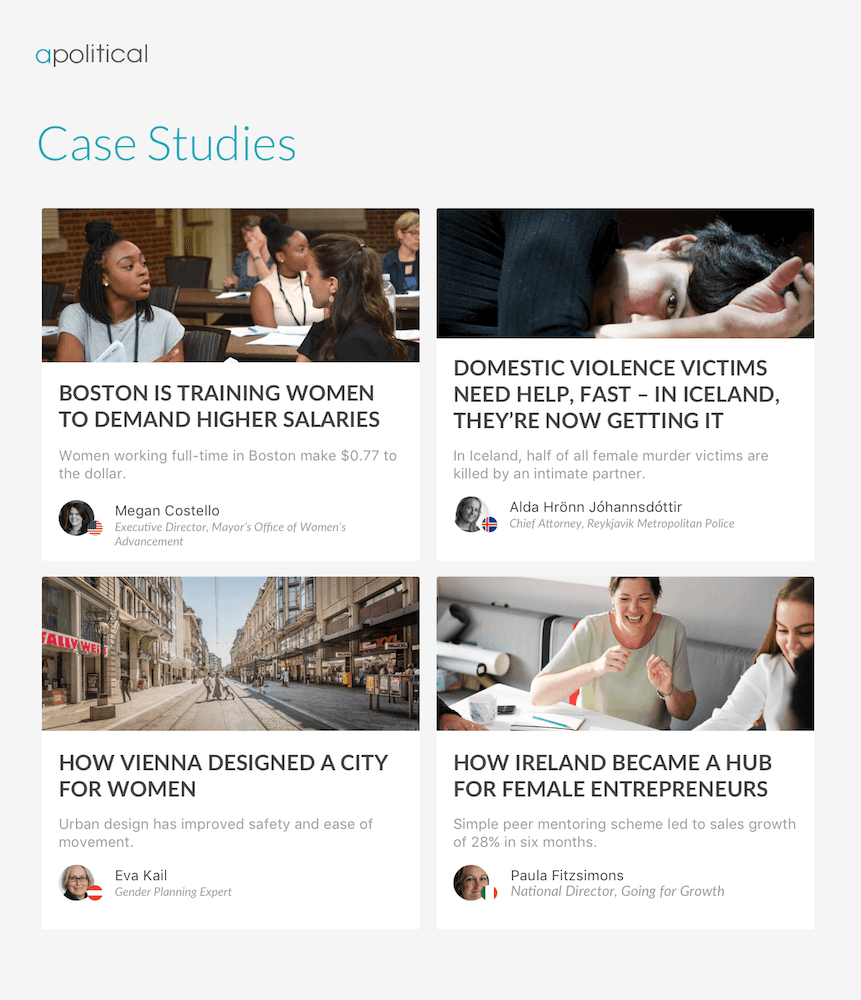 apolitical
Case Studies
BOSTON IS TRAINING WOMEN
TO DEMAND HIGHER SALARIES
Women working full-time in Boston make $0.77 to
the dollar.
Megan Costello
Executive Director, Mayor's Office of Women's
Advancement
DOMESTIC VIOLENCE VICTIMS
NEED HELP, FAST – IN ICELAND,
THEY'RE NOW GETTING IT
In Iceland, half of all female murder victims are
killed by an intimate partner.
Alda Hrönn Jóhannsdóttir
Chief Attorney, Reykjavik Metropolitan Police
TALLY WEiJ
HOW VIENNA DESIGNED A CITY
FOR WOMEN
Urban design has improved safety and ease of
movement.
Eva Kail
Gender Planning Expert
HOW IRELAND BECAME A HUB
FOR FEMALE ENTREPRENEURS
Simple peer mentoring scheme led to sales growth
of 28% in six months.
Paula Fitzsimons
National Director, Going for Growth